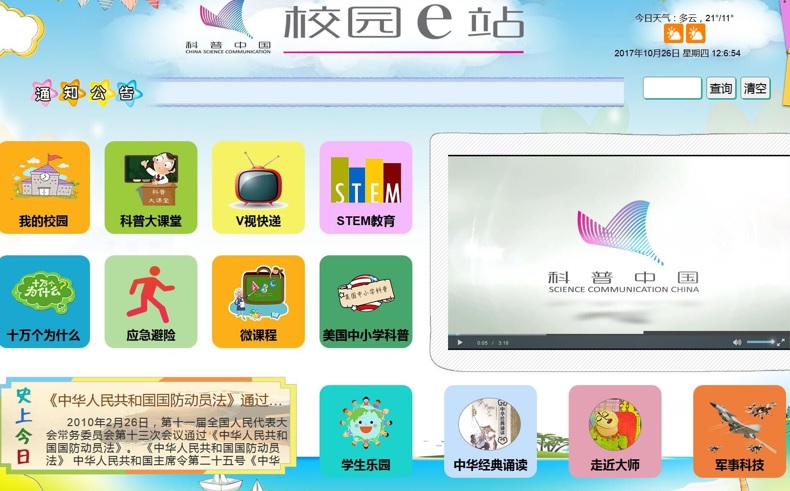 校园e站
科普中国
CHINA SCIENCE COMMUNICATION
今日天气：多云，21°/11°
2017年10月26日 星期四 12:6:54
通知公告
查询 清空
科普大课堂
STEM
我的校园 科普大课堂 V视快递 STEM教育
科普中国
SCIENCE COMMUNICATION CHINA
十万个为什么?
美国中小学科普
十万个为什么 应急避险 微课程 美国中小学科普
0:05 / 3:16
史上今日
《中华人民共和国国防动员法》通过...
2010年2月26日，第十一届全国人民代表大
会常务委员会第十三次会议通过《中华人民共和
国国防动员法》。 《中华人民共和国国防动员
法》 中华人民共和国主席令第二十五号《中华
学生乐园 中华经典诵读 走近大师 军事科技